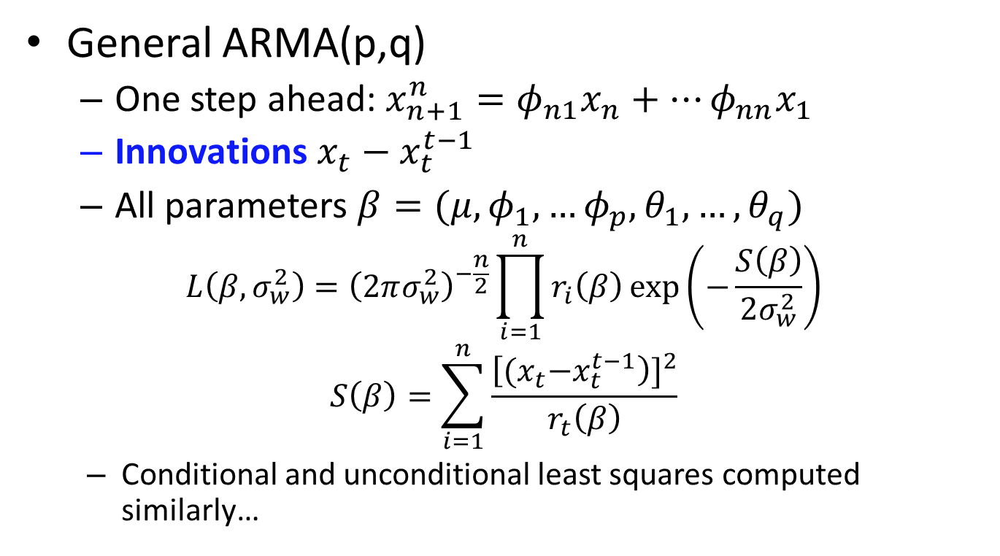 • General ARMA(p,q)
– One step ahead: $x_{n+1}^{n} = \phi_{n1}x_n + \cdots \phi_{nn}x_1$
– Innovations $x_t - x_t^{t-1}$
– All parameters $\beta = (\mu, \phi_1, \ldots \phi_p, \theta_1, \ldots, \theta_q)$
$L(\beta, \sigma_w^2) = (2\pi\sigma_w^2)^{-\frac{n}{2}} \prod_{i=1}^{n} r_i(\beta) \exp\left(-\frac{S(\beta)}{2\sigma_w^2}\right)$
$S(\beta) = \sum_{i=1}^{n} \frac{[(x_t - x_t^{t-1})]^2}{r_t(\beta)}$
– Conditional and unconditional least squares computed
similarly…